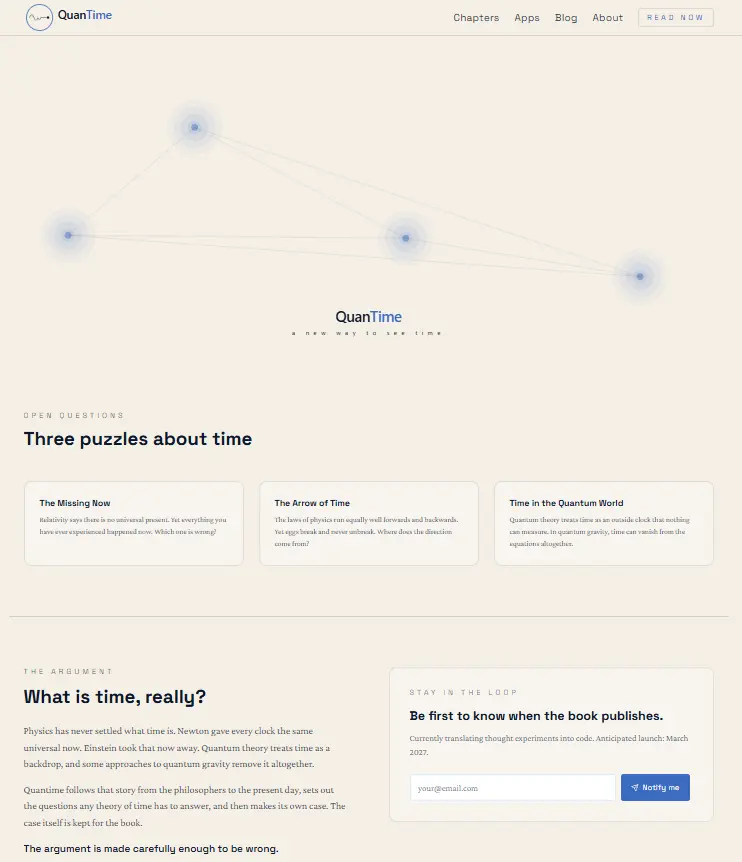 QuanTime
Chapters Apps Blog About READ NOW
QuanTime
a new way to see time
OPEN QUESTIONS
Three puzzles about time
The Missing Now
Relativity says there is no universal present. Yet everything you
have ever experienced happened now. Which one is wrong?
The Arrow of Time
The laws of physics run equally well forwards and backwards.
Yet eggs break and never unbreak. Where does the direction
come from?
Time in the Quantum World
Quantum theory treats time as an outside clock that nothing
can measure. In quantum gravity, time can vanish from the
equations altogether.
THE ARGUMENT
What is time, really?
Physics has never settled what time is. Newton gave every clock the same
universal now. Einstein took that now away. Quantum theory treats time as a
backdrop, and some approaches to quantum gravity remove it altogether.
Quantime follows that story from the philosophers to the present day, sets out
the questions any theory of time has to answer, and then makes its own case. The
case itself is kept for the book.
The argument is made carefully enough to be wrong.
STAY IN THE LOOP
Be first to know when the book publishes.
Currently translating thought experiments into code. Anticipated launch: March
2027.
your@email.com
Notify me